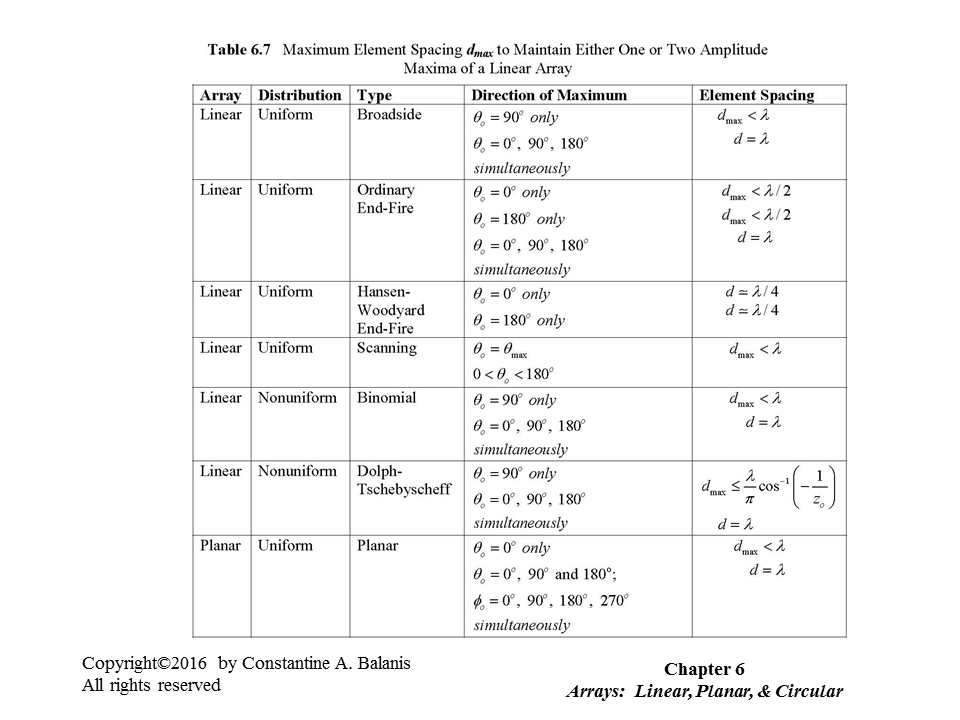 Table 6.7 Maximum Element Spacing dmax to Maintain Either One or Two Amplitude
Maxima of a Linear Array
Array Distribution Type Direction of Maximum Element Spacing
Linear Uniform Broadside θo = 90° only dmax < λ
θo = 0°, 90°, 180° d = λ
simultaneously
Linear Uniform Ordinary θo = 0° only dmax < λ / 2
End-Fire θo = 180° only dmax < λ / 2
θo = 0°, 90°, 180° d = λ
simultaneously
Linear Uniform Hansen- θo = 0° only d ≃ λ / 4
Woodyard θo = 180° only d ≃ λ / 4
End-Fire
Linear Uniform Scanning θo = θmax dmax < λ
0 < θo < 180°
Linear Nonuniform Binomial θo = 90° only dmax < λ
θo = 0°, 90°, 180° d = λ
simultaneously
Linear Nonuniform Dolph- θo = 90° only dmax ≤ λ/π cos⁻¹(−1/zo)
Tschebyscheff θo = 0°, 90°, 180°
simultaneously d = λ
Planar Uniform Planar θo = 0° only dmax < λ
θo = 0°, 90° and 180°; d = λ
ϕo = 0°, 90°, 180°, 270°
simultaneously
Copyright©2016 by Constantine A. Balanis
All rights reserved
Chapter 6
Arrays: Linear, Planar, & Circular